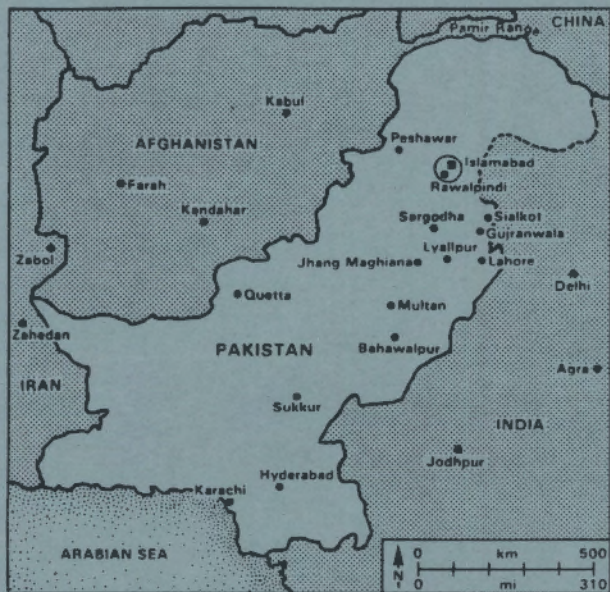 CHINA
Pamir Range
Kabul
AFGHANISTAN
Peshawar
Islamabad
Rawalpindi
Farah
Kandahar
Sargodha
Sialkot
Gujranwala
Zabol
Jhang Maghiana
Lyallpur
Lahore
Delhi
Quetta
Multan
Zahedan
PAKISTAN
Bahawalpur
Agra
IRAN
Sukkur
INDIA
Jodhpur
Hyderabad
Karachi
ARABIAN SEA
0 km 500
N
0 mi 310